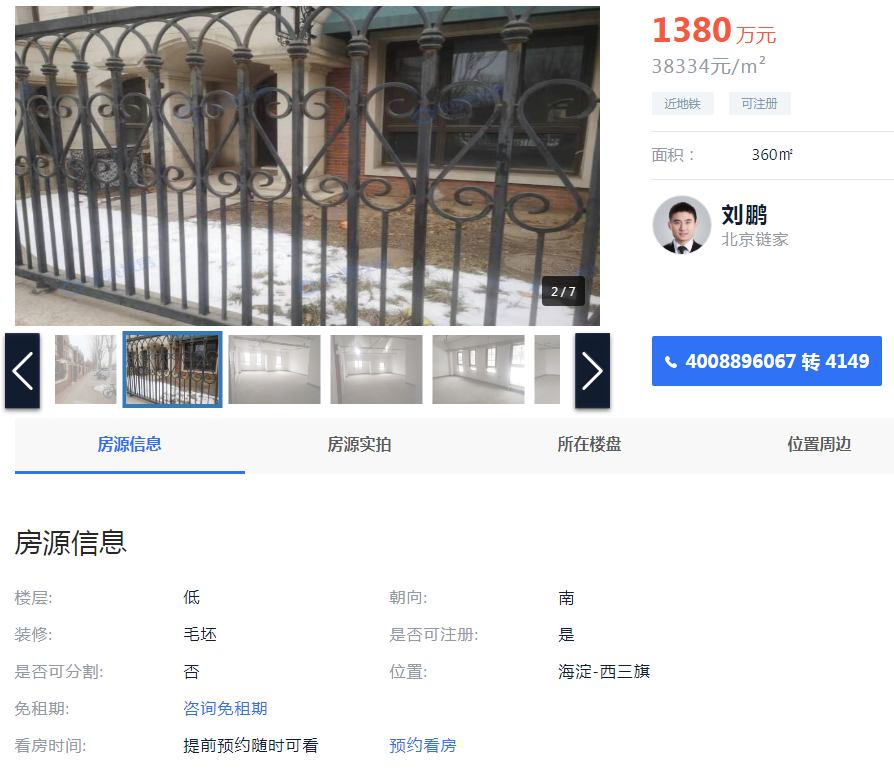 1380 万元
38334元/m²
近地铁 可注册
面积： 360㎡
刘鹏
北京链家
2 / 7
4008896067 转 4149
房源信息 房源实拍 所在楼盘 位置周边
房源信息
楼层: 低 朝向: 南
装修: 毛坯 是否可注册: 是
是否可分割: 否 位置: 海淀-西三旗
免租期: 咨询免租期
看房时间: 提前预约随时可看 预约看房